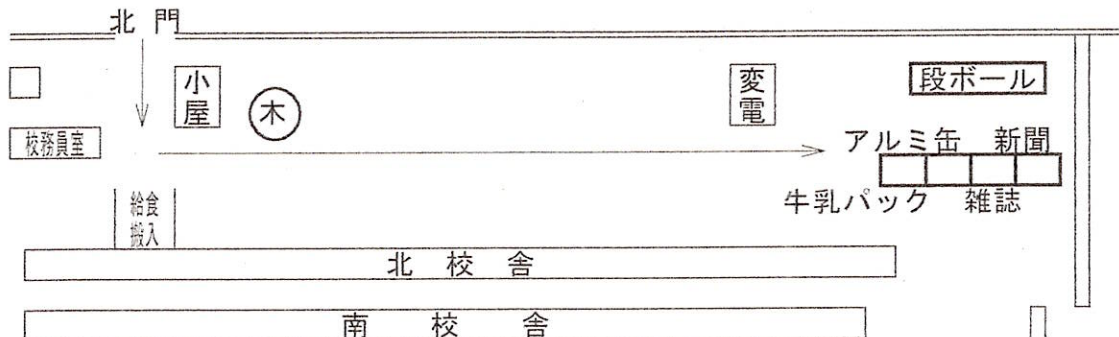 北門
小屋
木
変電
段ボール
校務員室
アルミ缶 新聞
牛乳パック 雑誌
給食
搬入
北校舎
南校舎